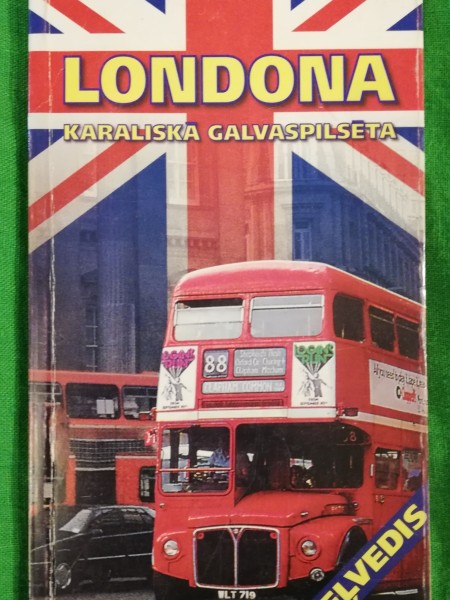 LONDONA
KARALISKĀ GALVASPILSĒTA
88
CLAPHAM COMMON
WLT 719
ELVEDIS